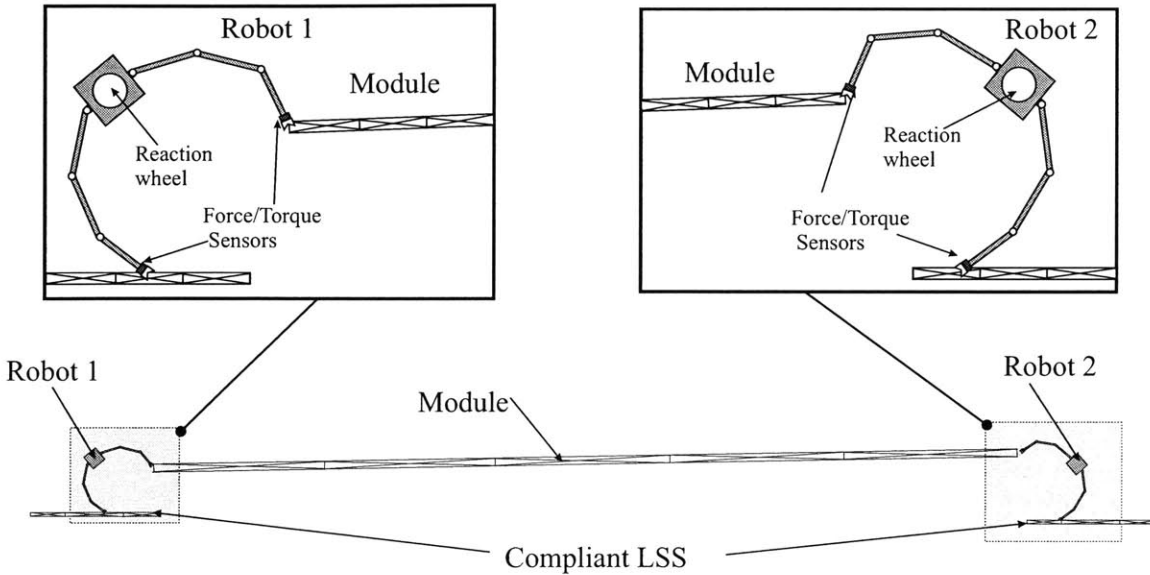 Robot 1
Module
Reaction
wheel
Force/Torque
Sensors
Robot 2
Module
Reaction
wheel
Force/Torque
Sensors
Robot 1
Module
Robot 2
Compliant LSS